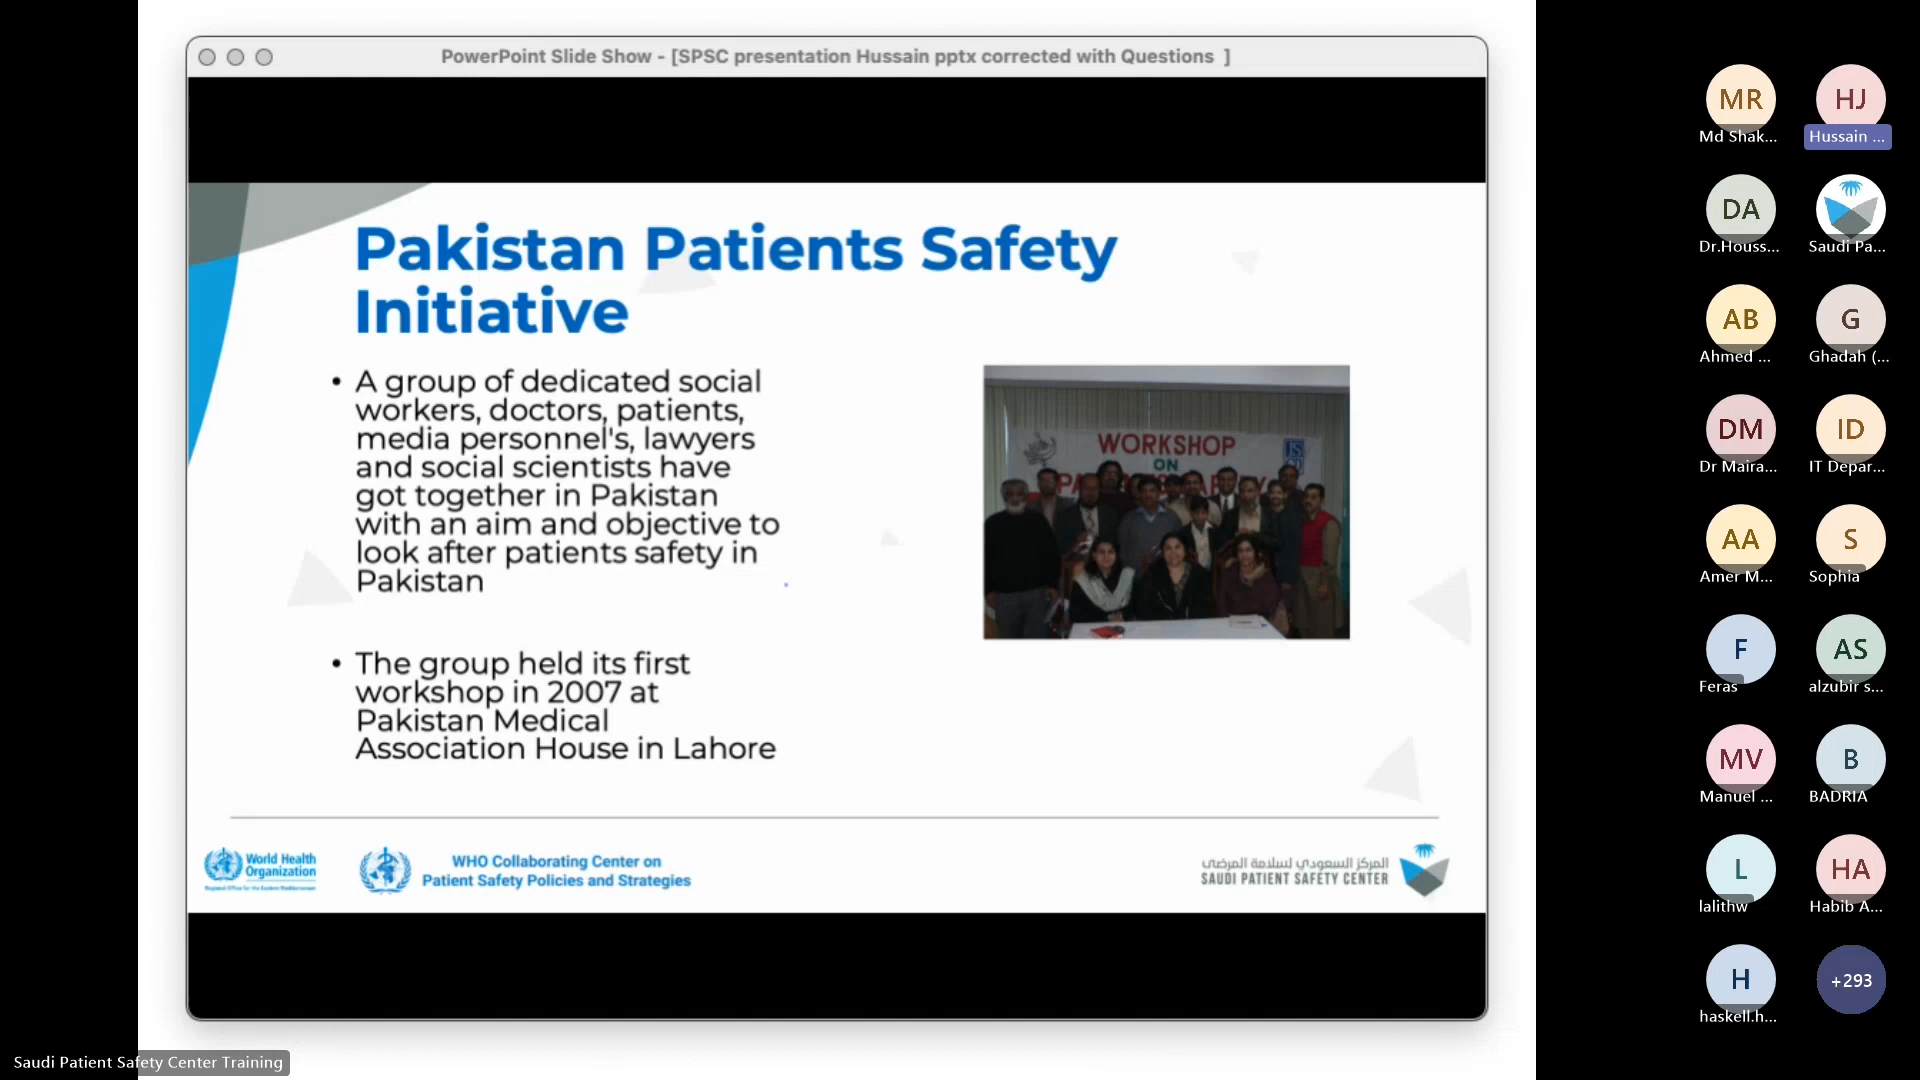 PowerPoint Slide Show - [SPSC presentation Hussain pptx corrected with Questions ]
Pakistan Patients Safety
Initiative
• A group of dedicated social
workers, doctors, patients,
media personnel's, lawyers
and social scientists have
got together in Pakistan
with an aim and objective to
look after patients safety in
Pakistan
• The group held its first
workshop in 2007 at
Pakistan Medical
Association House in Lahore
WORKSHOP
ON
World Health
Organization
Regional Office for the Eastern Mediterranean
WHO Collaborating Center on
Patient Safety Policies and Strategies
المركز السعودي لسلامة المرضى
SAUDI PATIENT SAFETY CENTER
MR
Md Shak...
HJ
Hussain ...
DA
Dr.Houss...
Saudi Pa...
AB
Ahmed ...
G
Ghadah (...
DM
Dr Maira...
ID
IT Depar...
AA
Amer M...
S
Sophia
F
Feras
AS
alzubir s...
MV
Manuel ...
B
BADRIA
L
lalithw
HA
Habib A...
H
haskell.h...
+293
Saudi Patient Safety Center Training